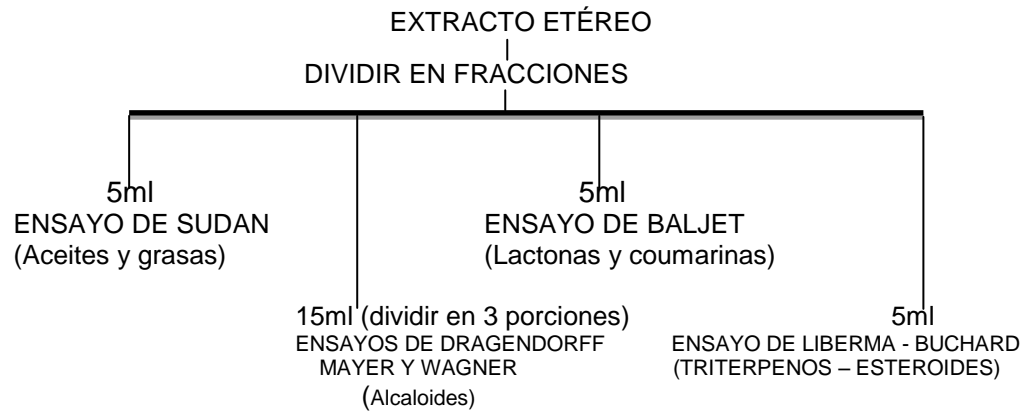 EXTRACTO ETÉREO
DIVIDIR EN FRACCIONES
5ml
ENSAYO DE SUDAN
(Aceites y grasas)
15ml (dividir en 3 porciones)
ENSAYOS DE DRAGENDORFF
MAYER Y WAGNER
(Alcaloides)
5ml
ENSAYO DE BALJET
(Lactonas y coumarinas)
5ml
ENSAYO DE LIBERMA - BUCHARD
(TRITERPENOS – ESTEROIDES)